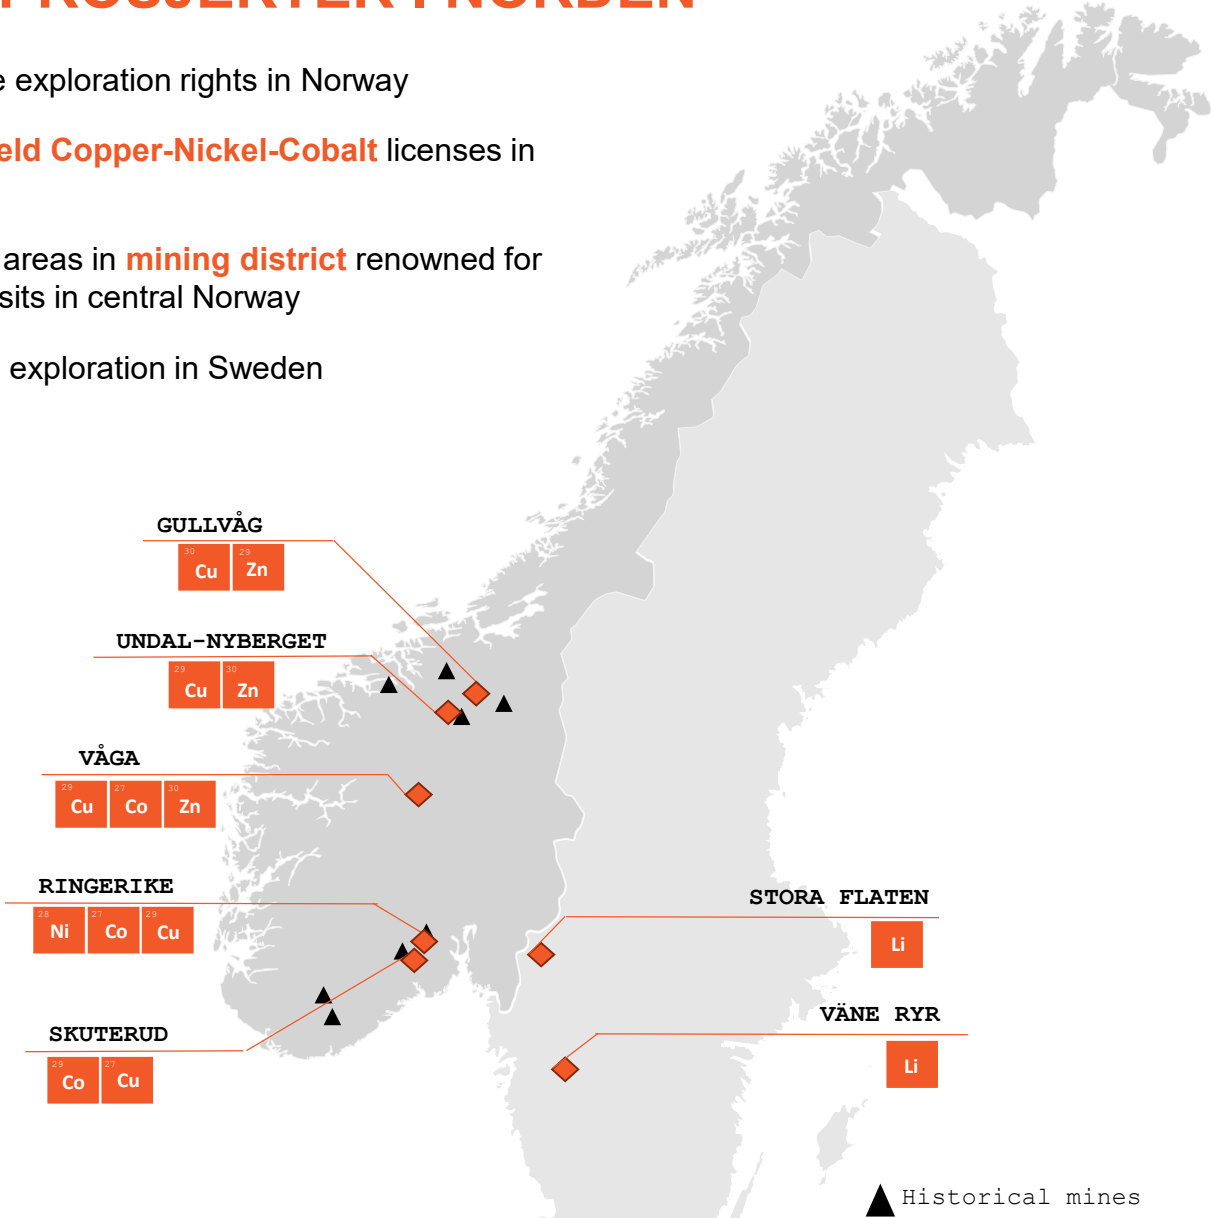 PROSJEKTER I NORDEN
e exploration rights in Norway
eld Copper-Nickel-Cobalt licenses in
areas in mining district renowned for
sits in central Norway
exploration in Sweden
GULLVÅG
30 29
Cu Zn
UNDAL-NYBERGET
29 30
Cu Zn
VÅGA
29 27 30
Cu Co Zn
RINGERIKE
28 27 29
Ni Co Cu
STORA FLATEN
Li
SKUTERUD
29 27
Co Cu
VÄNE RYR
Li
Historical mines